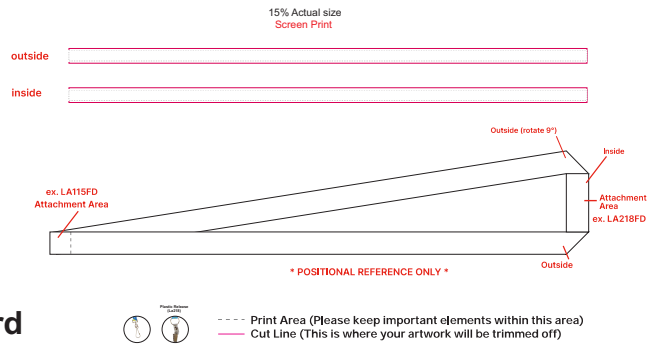 15% Actual size
Screen Print
outside
inside
Outside (rotate 9°)
Inside
ex. LA115FD
Attachment Area
Attachment
Area
ex. LA218FD
Outside
* POSITIONAL REFERENCE ONLY *
rd
Plastic Release
(La218)
Print Area (Please keep important elements within this area)
Cut Line (This is where your artwork will be trimmed off)